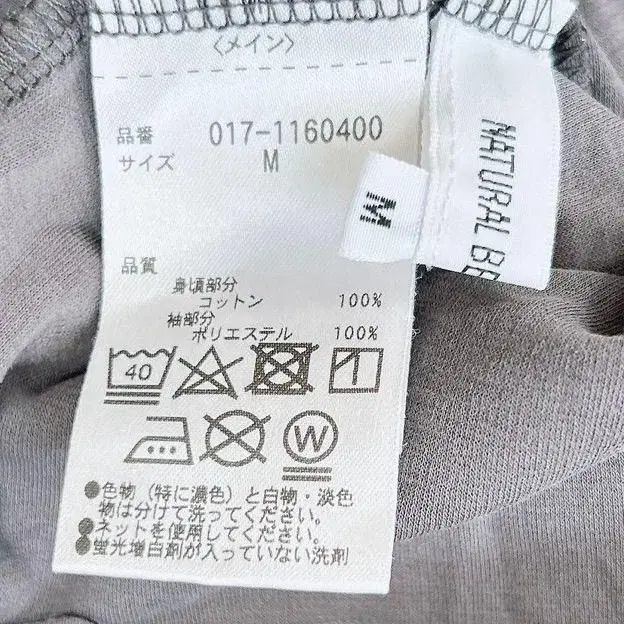 〈メイン〉
品番 017-1160400
サイズ M
品質
身頃部分
コットン 100%
袖部分
ポリエステル 100%
40
W
●色物(特に濃色)と白物・淡色
物は分けて洗ってください。
●ネットを使用してください。
●蛍光増白剤が入っていない洗剤
M
NATURAL BE